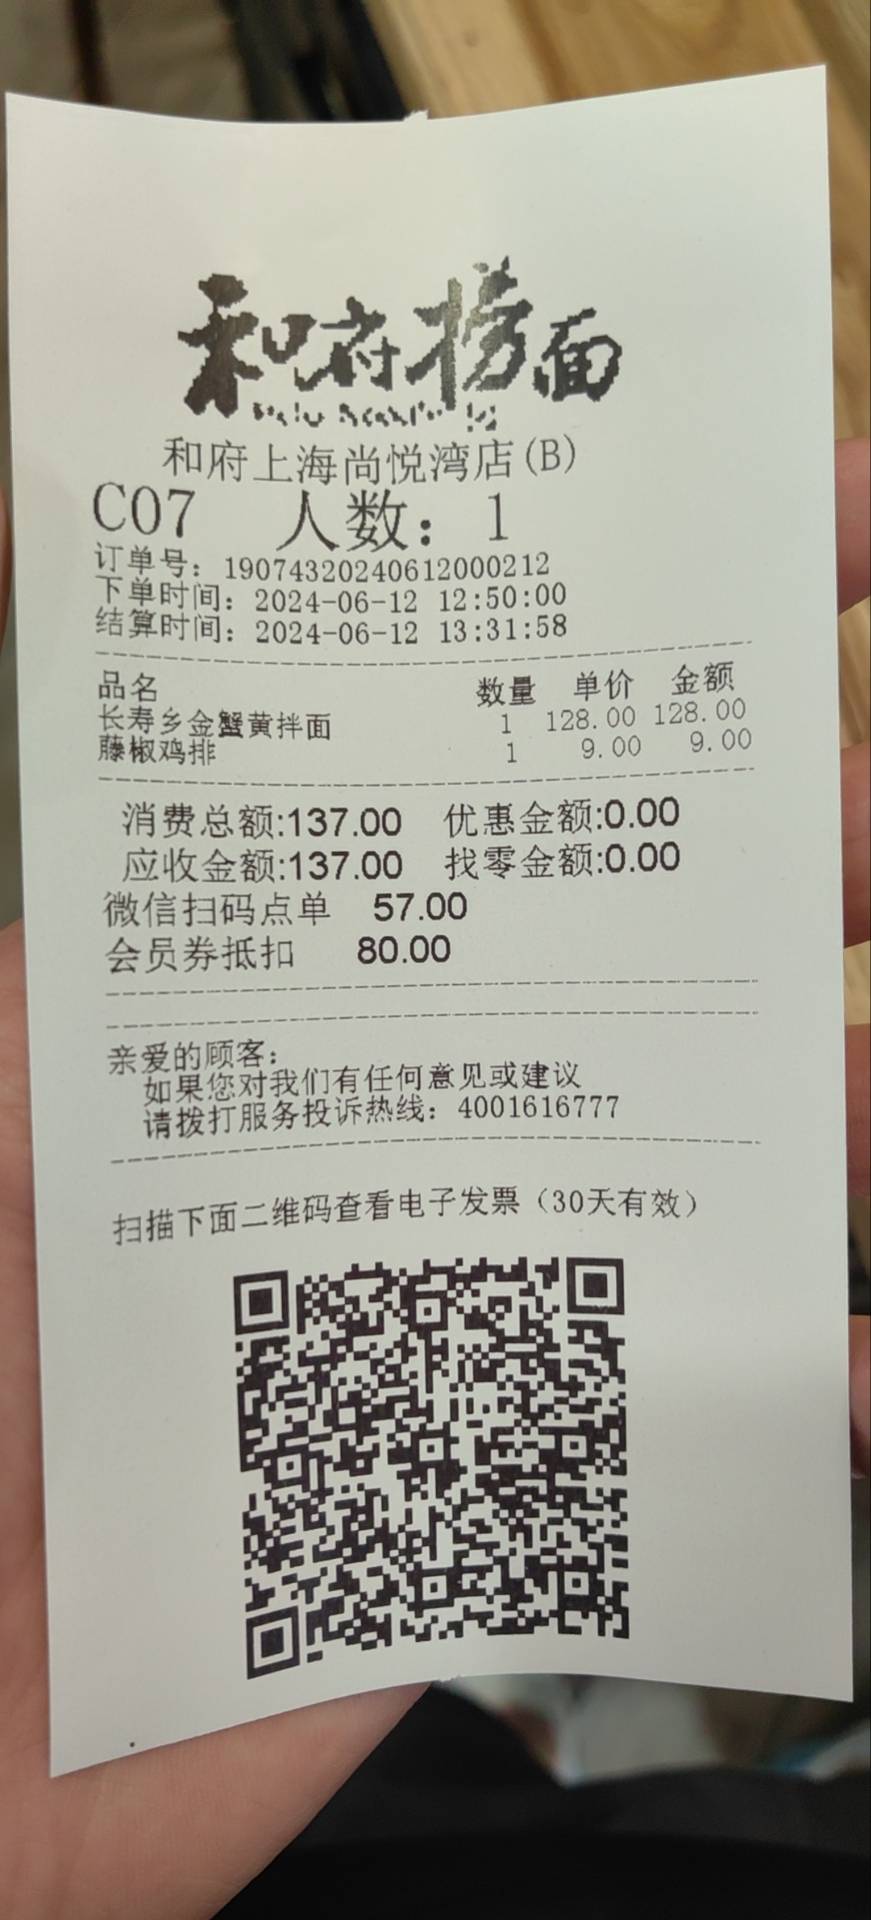 和府捞面
和府上海尚悦湾店(B)
C07 人数：1
订单号：19074320240612000212
下单时间：2024-06-12 12:50:00
结算时间：2024-06-12 13:31:58
品名 数量 单价 金额
长寿乡金蟹黄拌面 1 128.00 128.00
藤椒鸡排 1 9.00 9.00
消费总额:137.00 优惠金额:0.00
应收金额:137.00 找零金额:0.00
微信扫码点单 57.00
会员券抵扣 80.00
亲爱的顾客：
如果您对我们有任何意见或建议
请拨打服务投诉热线：4001616777
扫描下面二维码查看电子发票（30天有效）